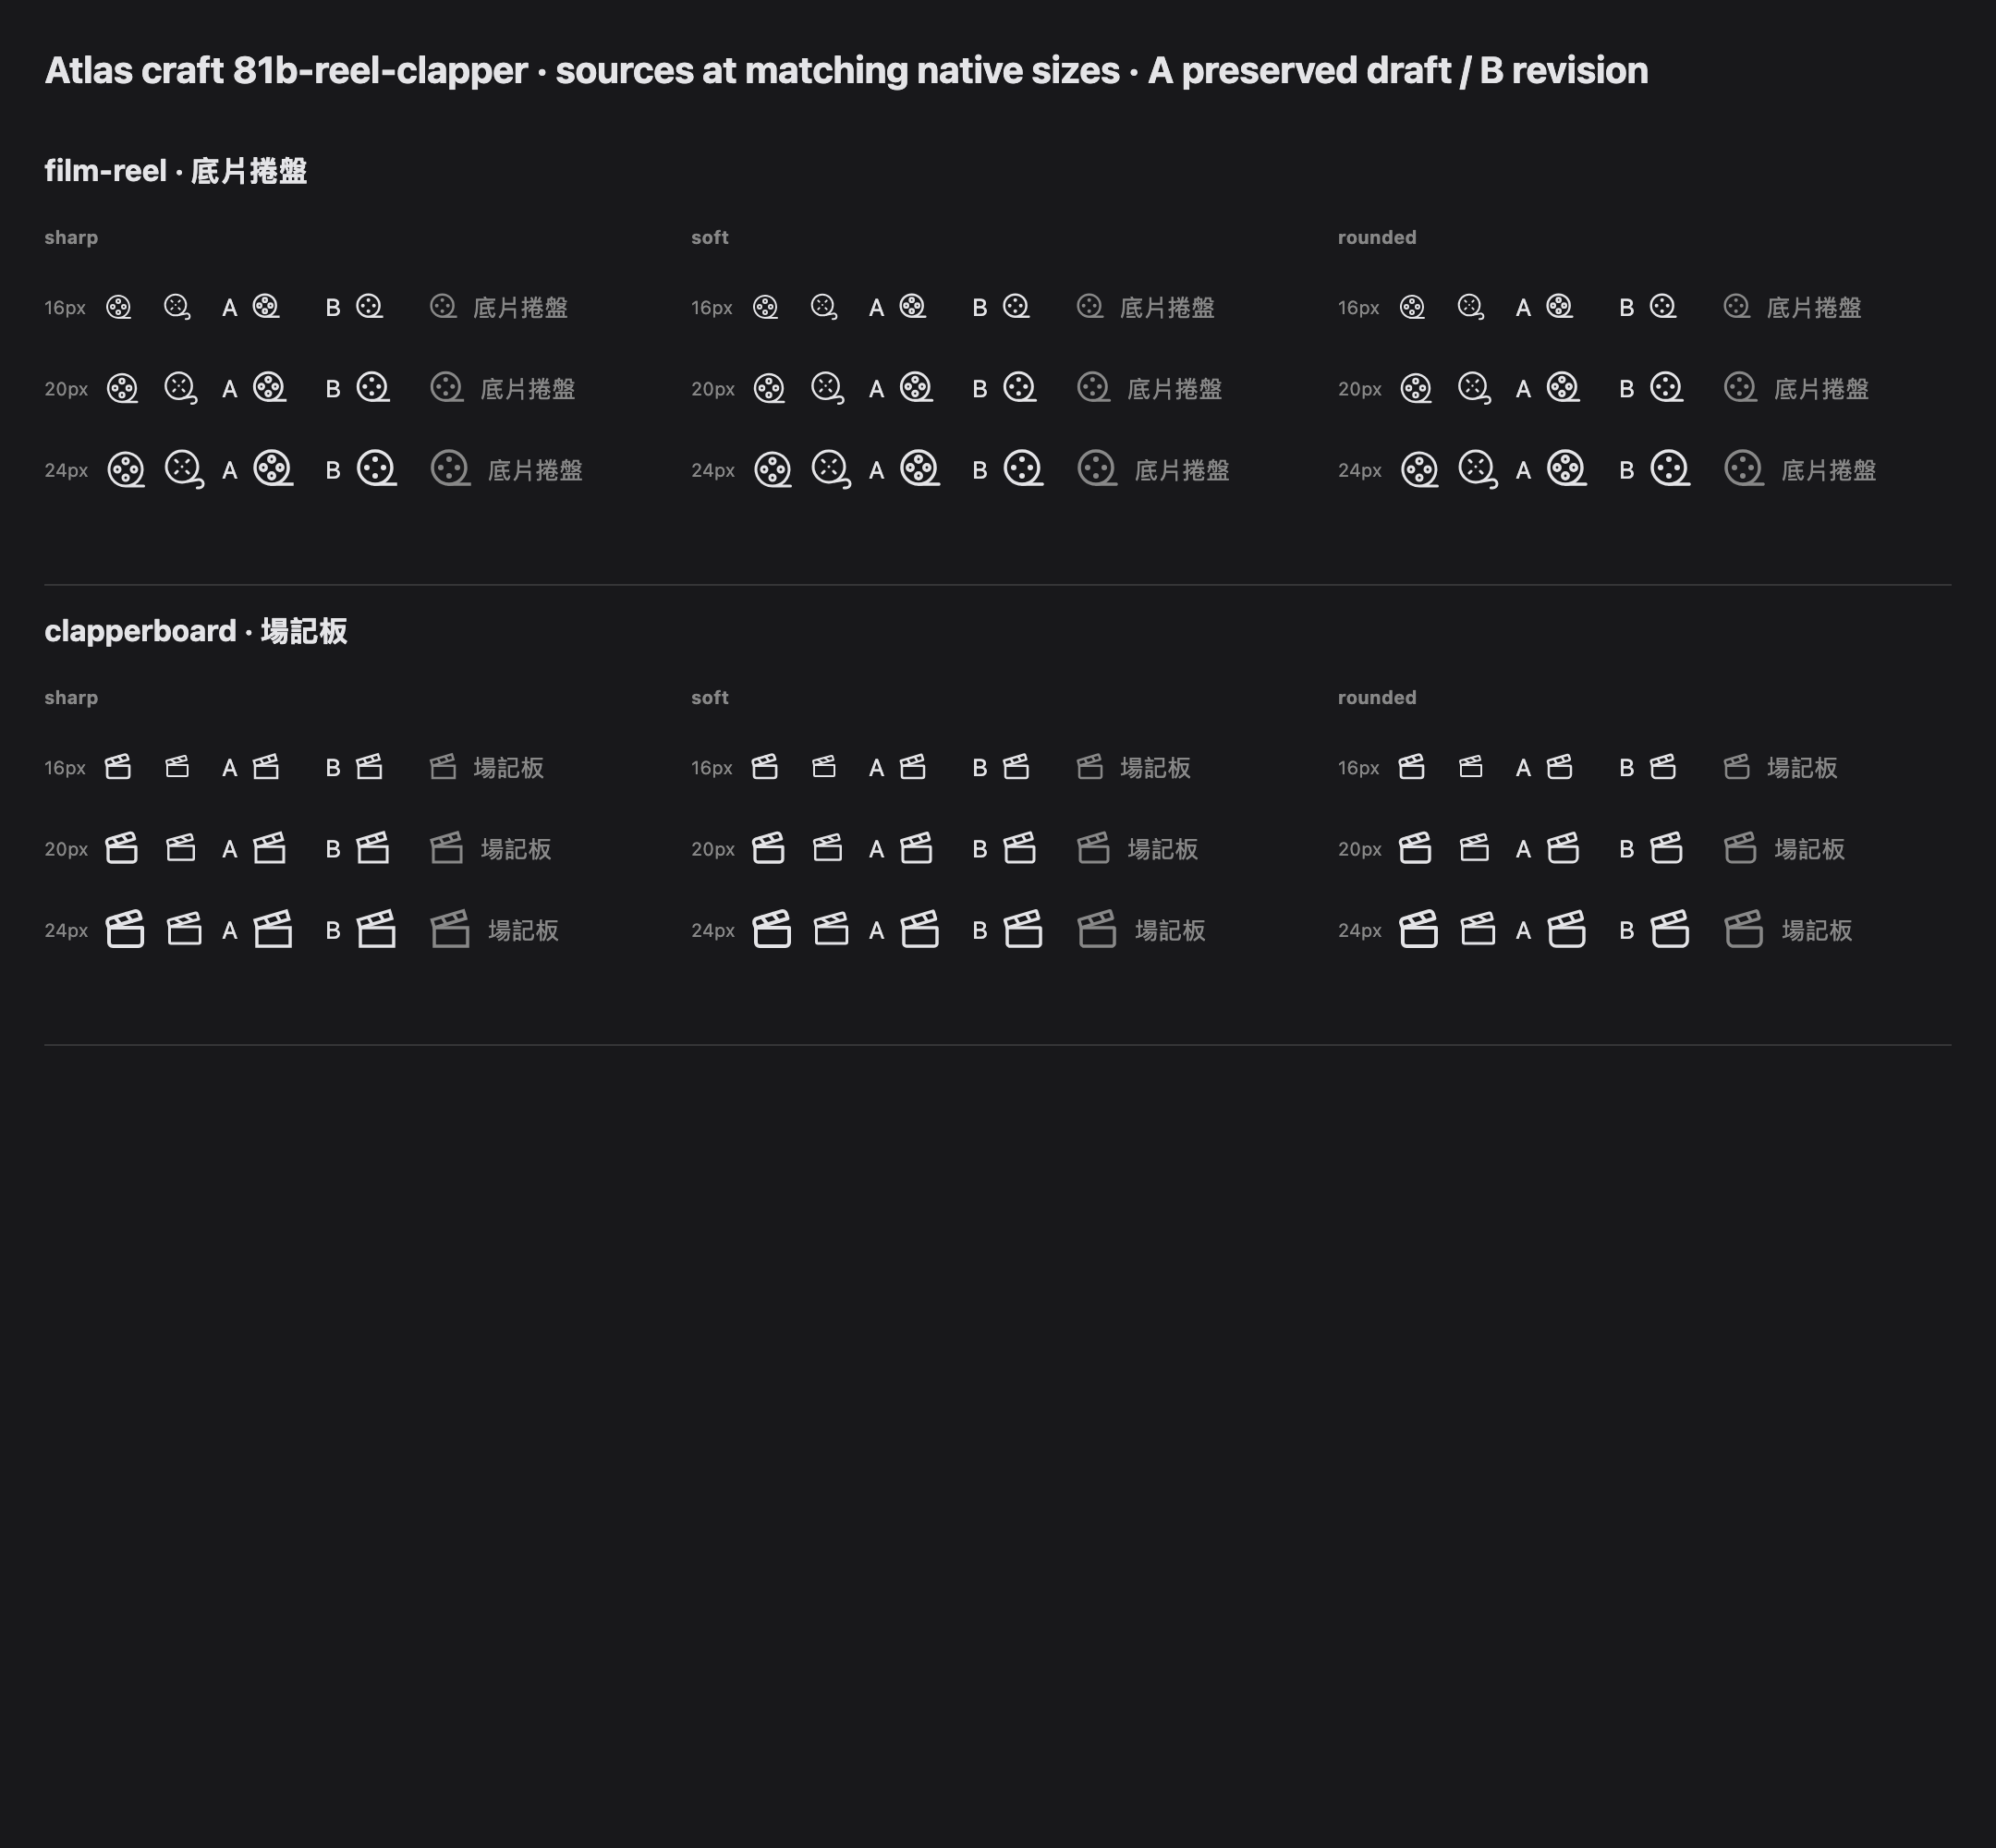 Atlas craft 81b-reel-clapper · sources at matching native sizes · A preserved draft / B revision
film-reel · 底片捲盤
sharp soft rounded
16px A B 底片捲盤 16px A B 底片捲盤 16px A B 底片捲盤
20px A B 底片捲盤 20px A B 底片捲盤 20px A B 底片捲盤
24px A B 底片捲盤 24px A B 底片捲盤 24px A B 底片捲盤
clapperboard · 場記板
sharp soft rounded
16px A B 場記板 16px A B 場記板 16px A B 場記板
20px A B 場記板 20px A B 場記板 20px A B 場記板
24px A B 場記板 24px A B 場記板 24px A B 場記板